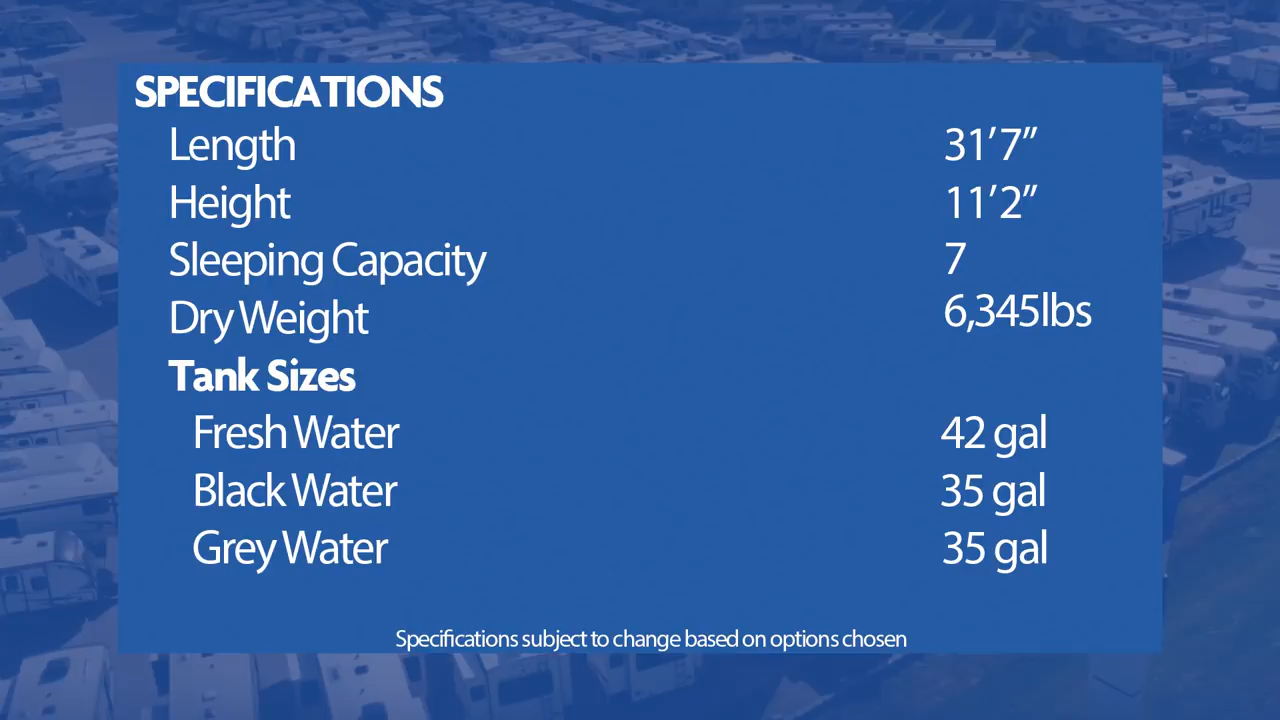 SPECIFICATIONS
Length 31’7”
Height 11’2”
Sleeping Capacity 7
Dry Weight 6,345lbs
Tank Sizes
Fresh Water 42 gal
Black Water 35 gal
Grey Water 35 gal
Specifications subject to change based on options chosen